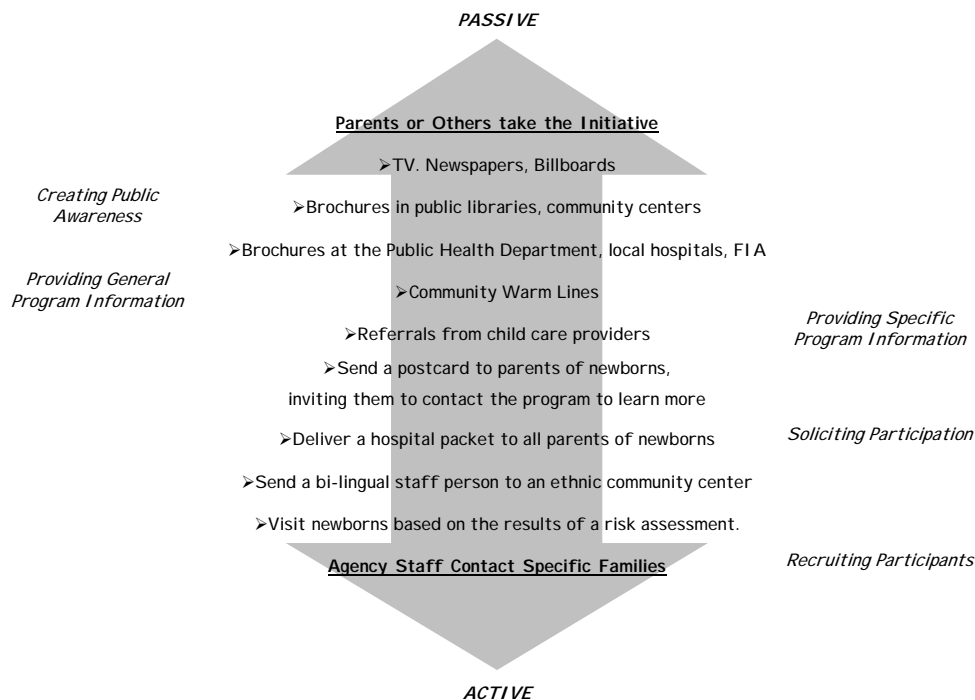 PASSIVE
Parents or Others take the Initiative
➢TV. Newspapers, Billboards
Creating Public
Awareness
➢Brochures in public libraries, community centers
➢Brochures at the Public Health Department, local hospitals, FIA
Providing General
Program Information
➢Community Warm Lines
➢Referrals from child care providers
Providing Specific
Program Information
➢Send a postcard to parents of newborns,
inviting them to contact the program to learn more
➢Deliver a hospital packet to all parents of newborns
Soliciting Participation
➢Send a bi-lingual staff person to an ethnic community center
➢Visit newborns based on the results of a risk assessment.
Agency Staff Contact Specific Families
Recruiting Participants
ACTIVE